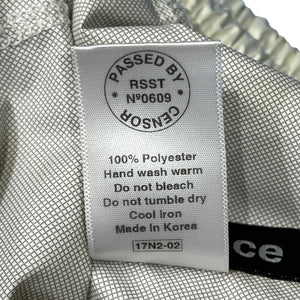 PASSED BY
RSST
Nº0609
CENSOR
100% Polyester
Hand wash warm
Do not bleach
Do not tumble dry
Cool iron
Made in Korea
17N2-02
ce